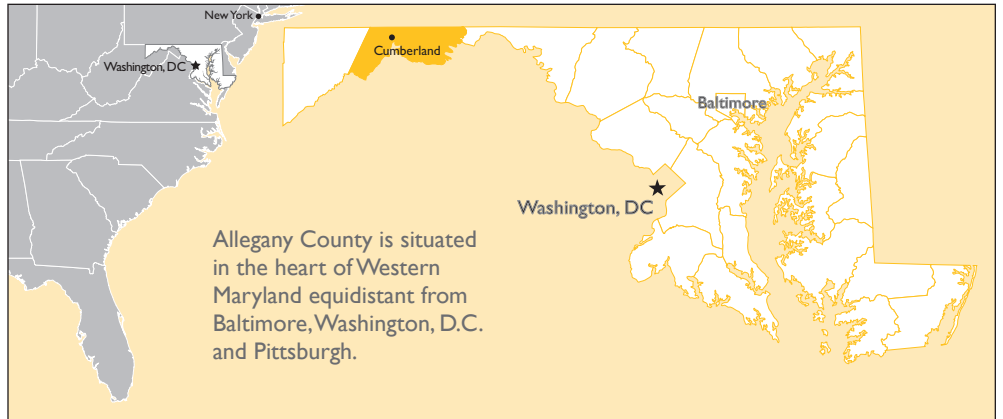 New York
Washington, DC
Cumberland
Baltimore
Washington, DC
Allegany County is situated
in the heart of Western
Maryland equidistant from
Baltimore, Washington, D.C.
and Pittsburgh.